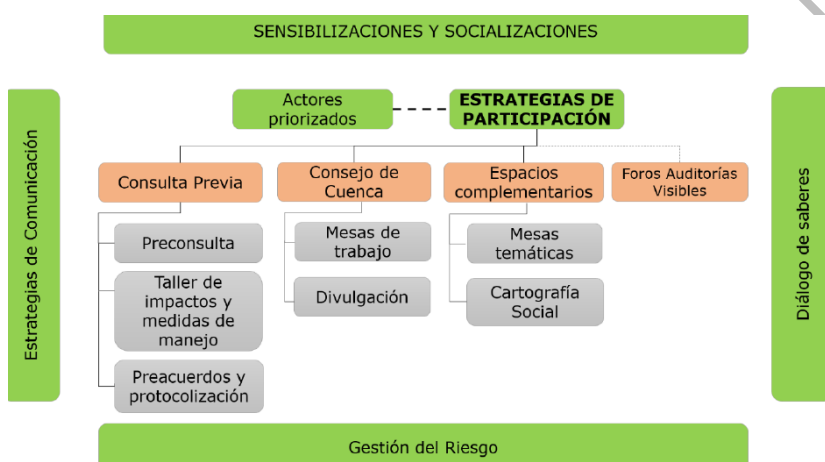 SENSIBILIZACIONES Y SOCIALIZACIONES
Estrategias de Comunicación
Actores
priorizados
ESTRATEGIAS DE
PARTICIPACIÓN
Consulta Previa
Preconsulta
Taller de
impactos y
medidas de
manejo
Preacuerdos y
protocolización
Consejo de
Cuenca
Mesas de
trabajo
Divulgación
Espacios
complementarios
Mesas
temáticas
Cartografía
Social
Foros Auditorías
Visibles
Diálogo de saberes
Gestión del Riesgo